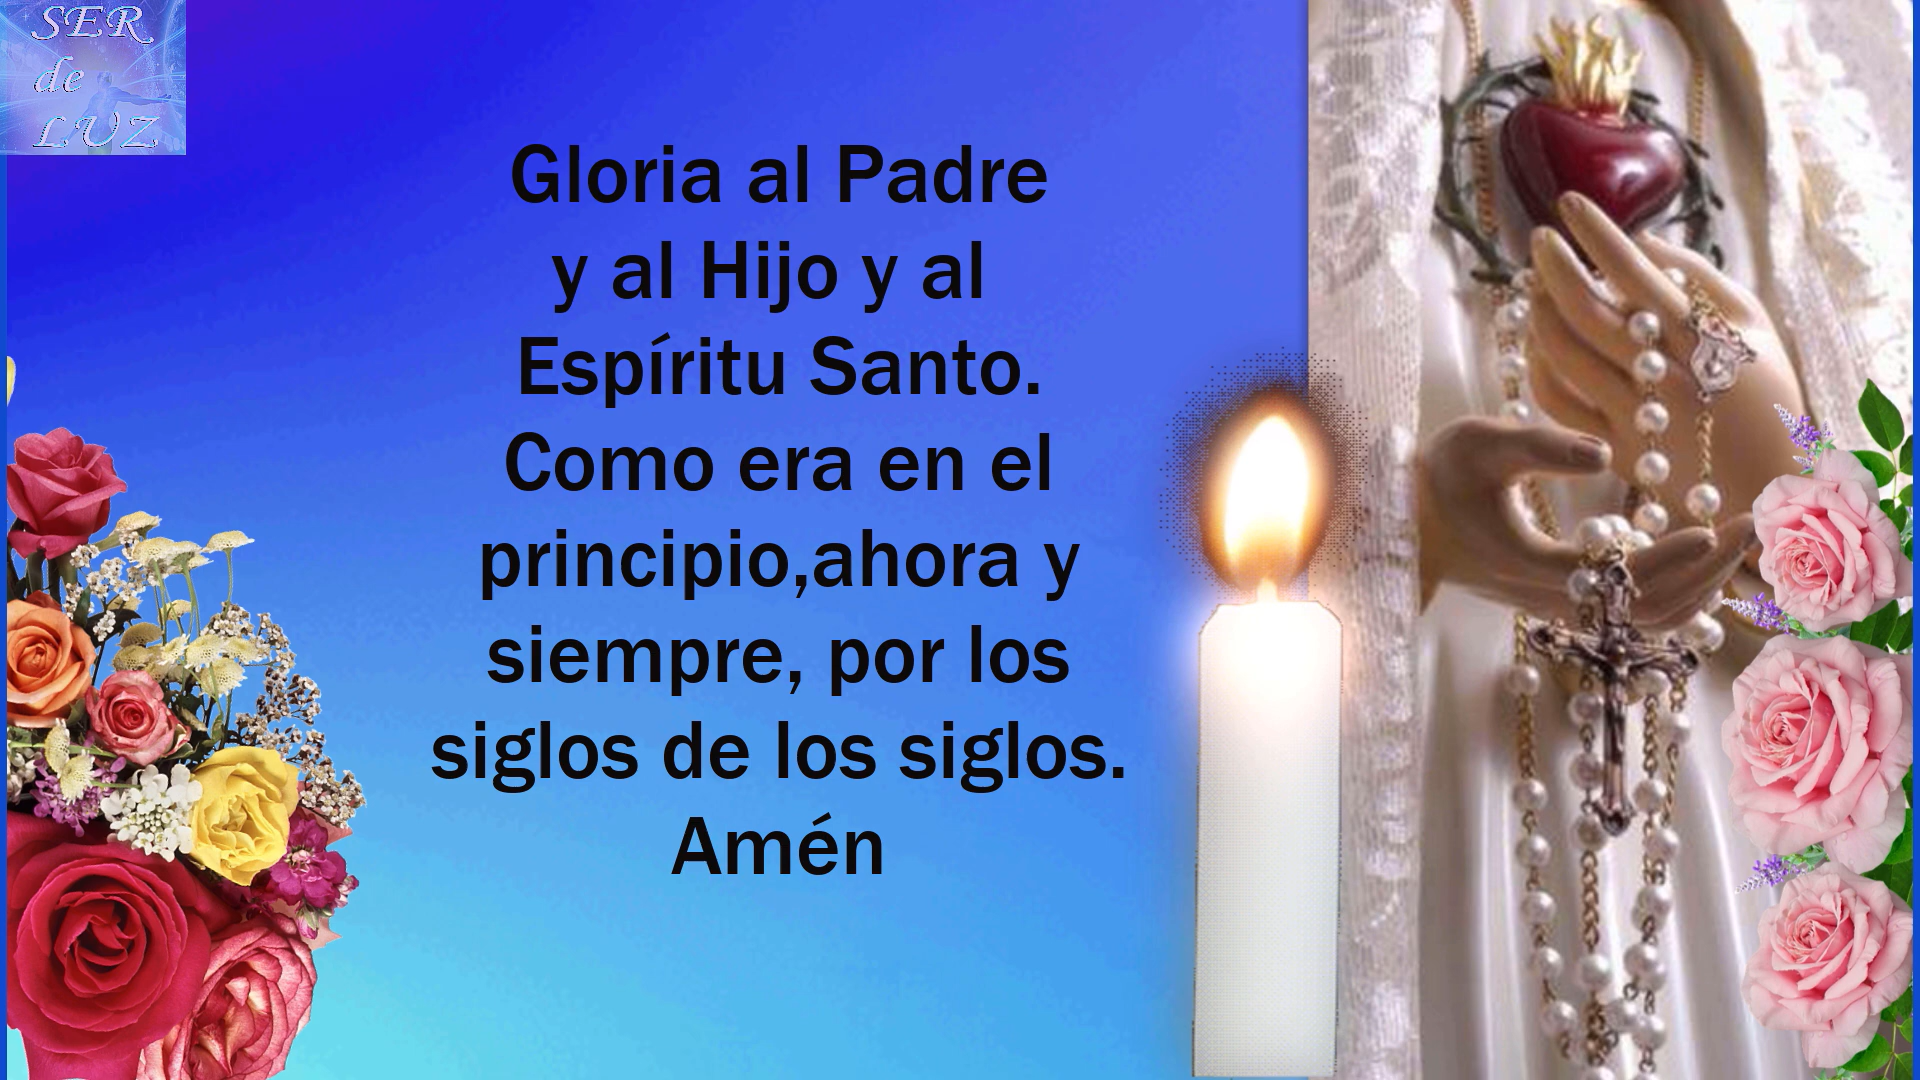 SER
de
LUZ
Gloria al Padre
y al Hijo y al
Espíritu Santo.
Como era en el
principio,ahora y
siempre, por los
siglos de los siglos.
Amén